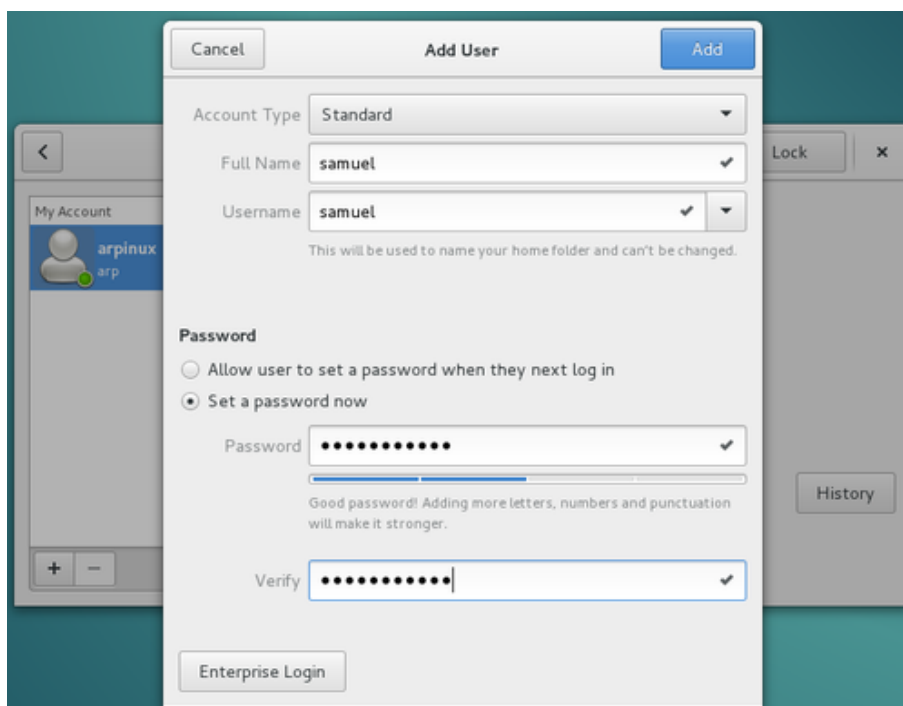 Cancel Add User Add
Account Type Standard
Lock
Full Name samuel
My Account
Username samuel
This will be used to name your home folder and can't be changed.
arpinux
arp
Password
Allow user to set a password when they next log in
Set a password now
Password ●●●●●●●●●●●
Good password! Adding more letters, numbers and punctuation
will make it stronger.
History
Verify ●●●●●●●●●●●
Enterprise Login